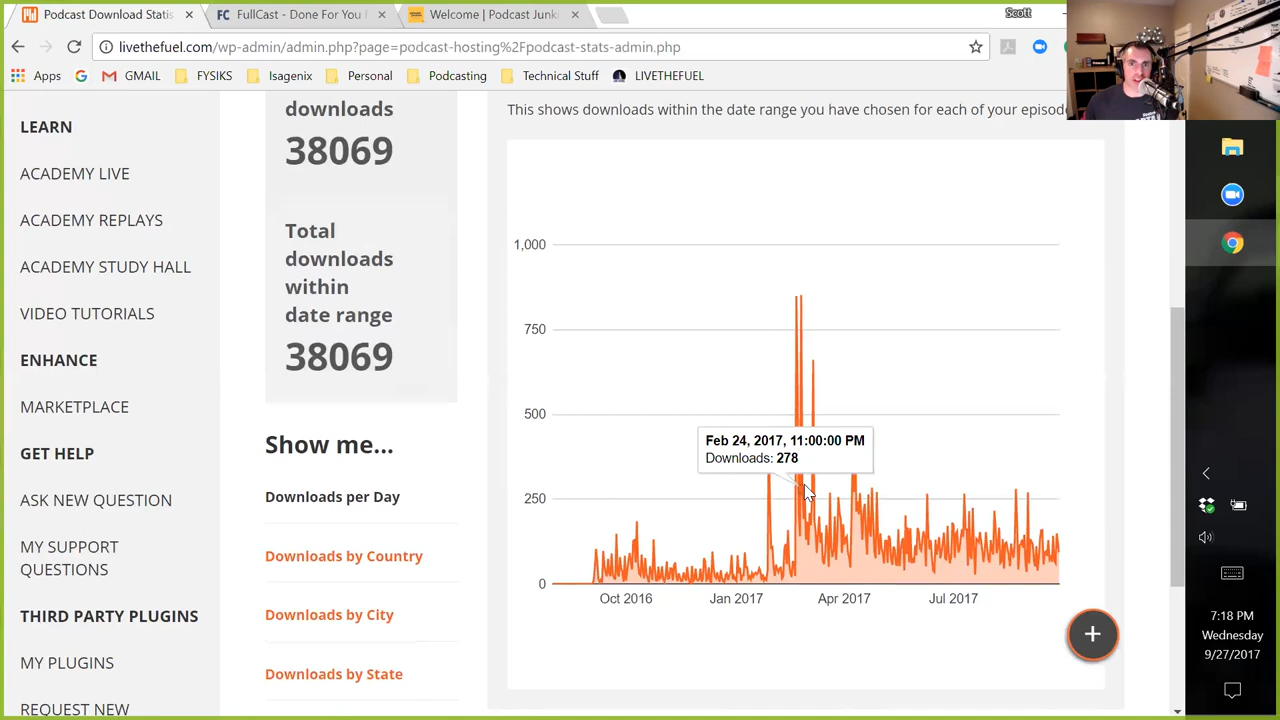 Podcast Download Statis
FullCast - Done For You
Welcome | Podcast Junk
Scott
livethefuel.com/wp-admin/admin.php?page=podcast-hosting%2Fpodcast-stats-admin.php
Apps
GMAIL
FYSIKS
Isagenix
Personal
Podcasting
Technical Stuff
LIVETHEFUEL
LEARN
ACADEMY LIVE
ACADEMY REPLAYS
ACADEMY STUDY HALL
VIDEO TUTORIALS
ENHANCE
MARKETPLACE
GET HELP
ASK NEW QUESTION
MY SUPPORT
QUESTIONS
THIRD PARTY PLUGINS
MY PLUGINS
REQUEST NEW
downloads
38069
Total
downloads
within
date range
38069
Show me...
Downloads per Day
Downloads by Country
Downloads by City
Downloads by State
This shows downloads within the date range you have chosen for each of your episode
1,000
750
500
250
0
Feb 24, 2017, 11:00:00 PM
Downloads: 278
Oct 2016
Jan 2017
Apr 2017
Jul 2017
7:18 PM
Wednesday
9/27/2017